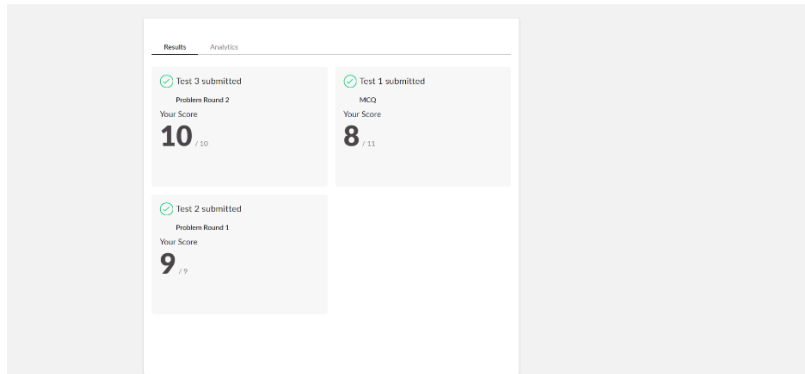 Results Analytics
Test 3 submitted
Problem Round 2
Your Score
10 / 10
Test 1 submitted
MCQ
Your Score
8 / 11
Test 2 submitted
Problem Round 1
Your Score
9 / 9